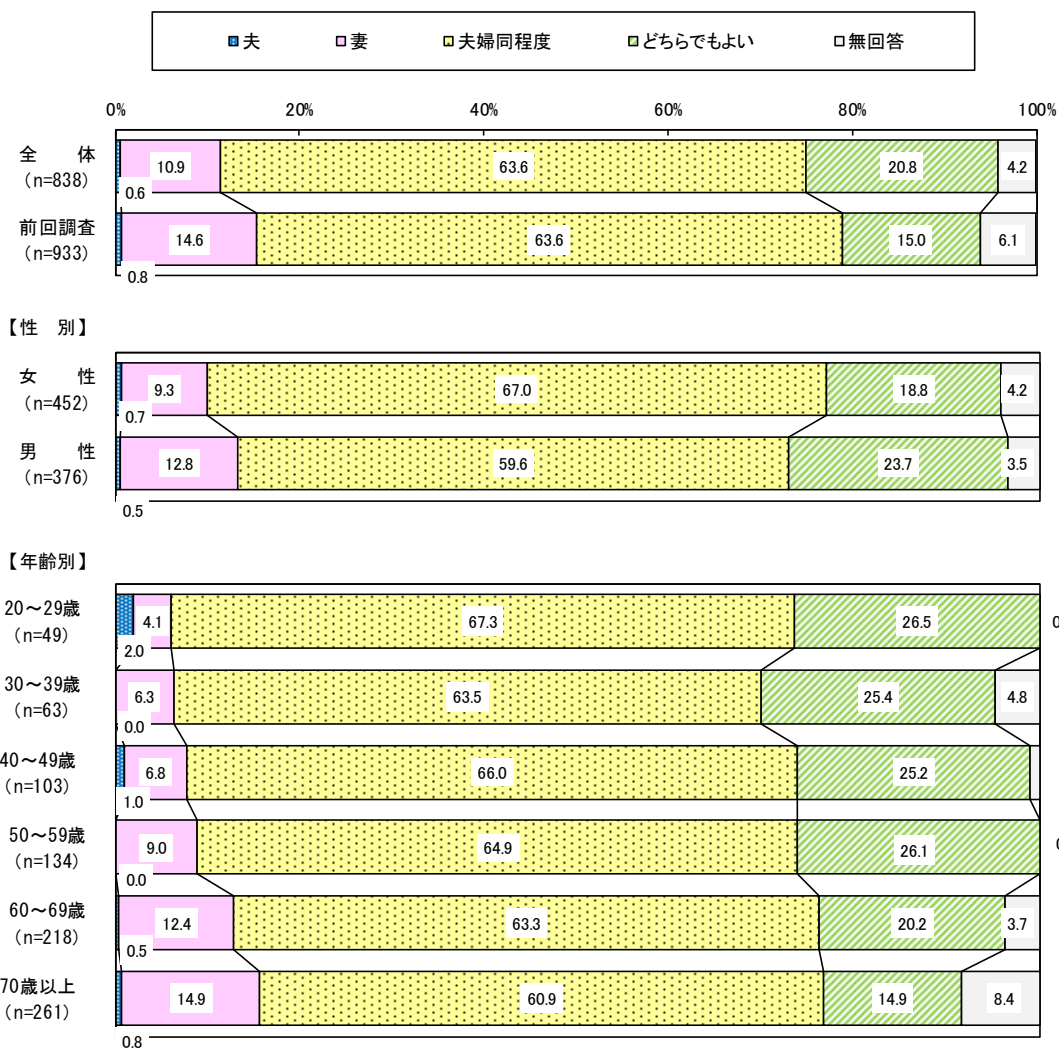 夫 妻 夫婦同程度 どちらでもよい 無回答
0% 20% 40% 60% 80% 100%
全 体
(n=838)
10.9 63.6 20.8 4.2
0.6
前回調査
(n=933)
14.6 63.6 15.0 6.1
0.8
【性 別】
女 性
(n=452)
9.3 67.0 18.8 4.2
0.7
男 性
(n=376)
12.8 59.6 23.7 3.5
0.5
【年齢別】
20～29歳
(n=49)
4.1 67.3 26.5 0
2.0
30～39歳
(n=63)
6.3 63.5 25.4 4.8
0.0
40～49歳
(n=103)
6.8 66.0 25.2
1.0
50～59歳
(n=134)
9.0 64.9 26.1
0.0
60～69歳
(n=218)
12.4 63.3 20.2 3.7
0.5
70歳以上
(n=261)
14.9 60.9 14.9 8.4
0.8